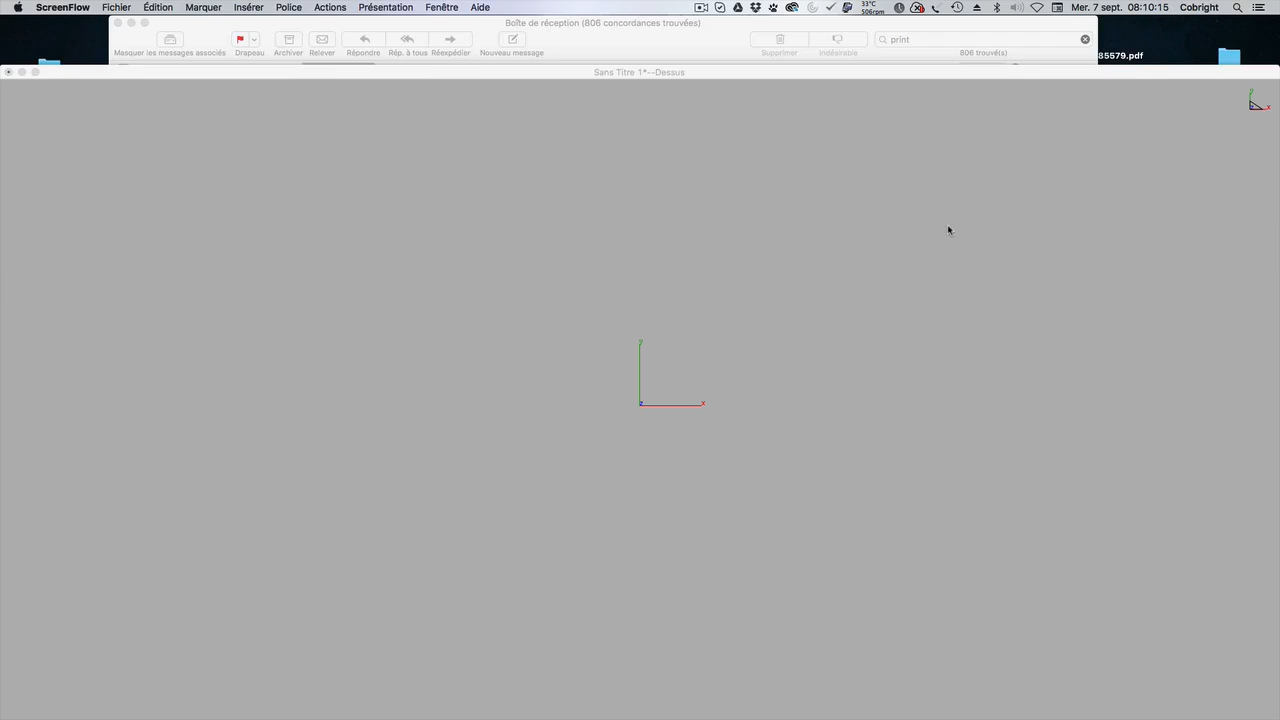 ScreenFlow Fichier Édition Marquer Insérer Police Actions Présentation Fenêtre Aide 33°C 506rpm Mer. 7 sept. 08:10:15 Cobright
Boîte de réception (806 concordances trouvées)
print
Masquer les messages associés Drapeau Archiver Relever Répondre Rép. à tous Réexpédier Nouveau message Supprimer Indésirable 806 trouvé(s)
85579.pdf
Sans Titre 1*--Dessus
y
x
y
z x